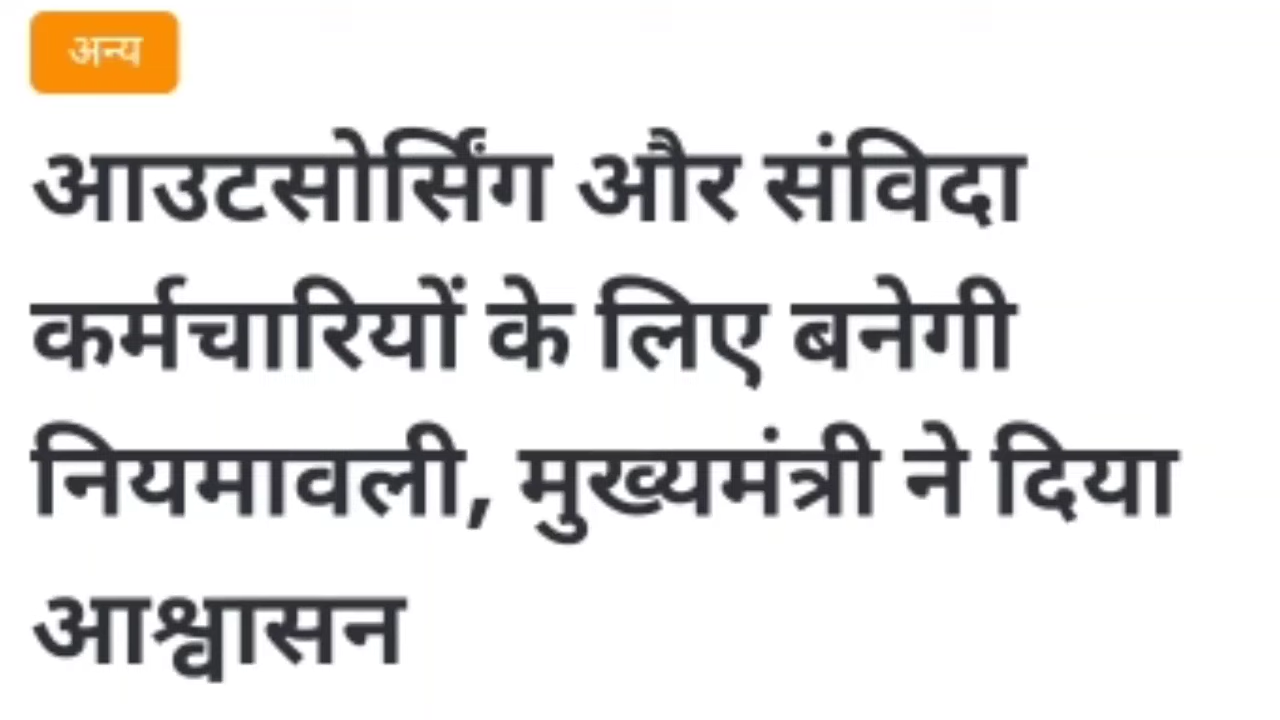 अन्य
आउटसोर्सिंग और संविदा
कर्मचारियों के लिए बनेगी
नियमावली, मुख्यमंत्री ने दिया
आश्वासन